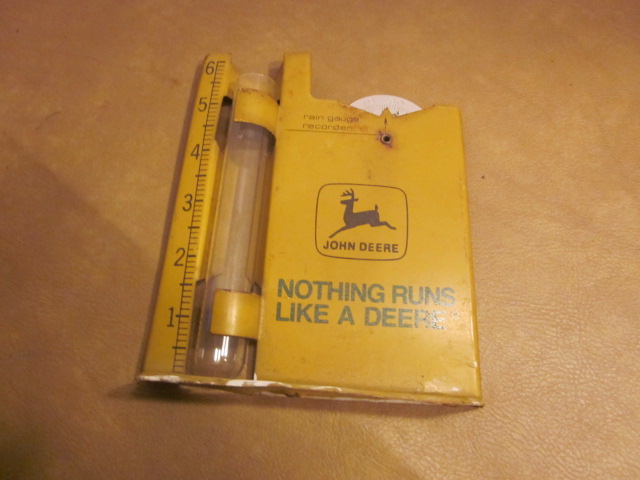 6
5
4
3
2
1
rain gauge
recorder
JOHN DEERE
NOTHING RUNS
LIKE A DEERE